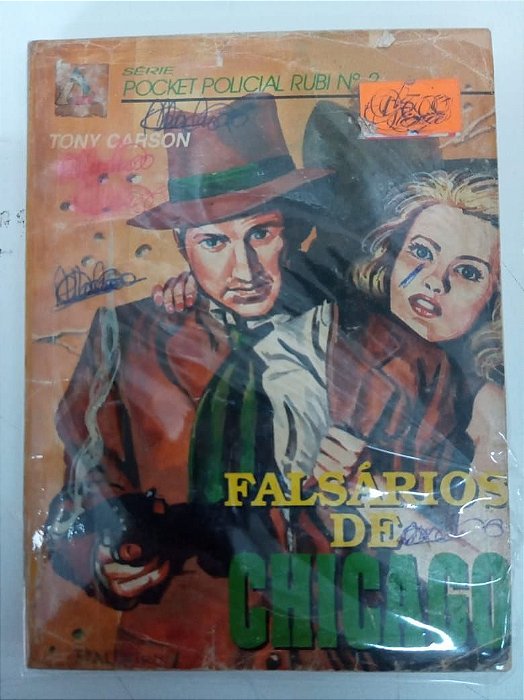 SÉRIE
POCKET POLICIAL RUBI Nº 2
TONY CARSON
FALSÁRIOS
DE
CHICAGO